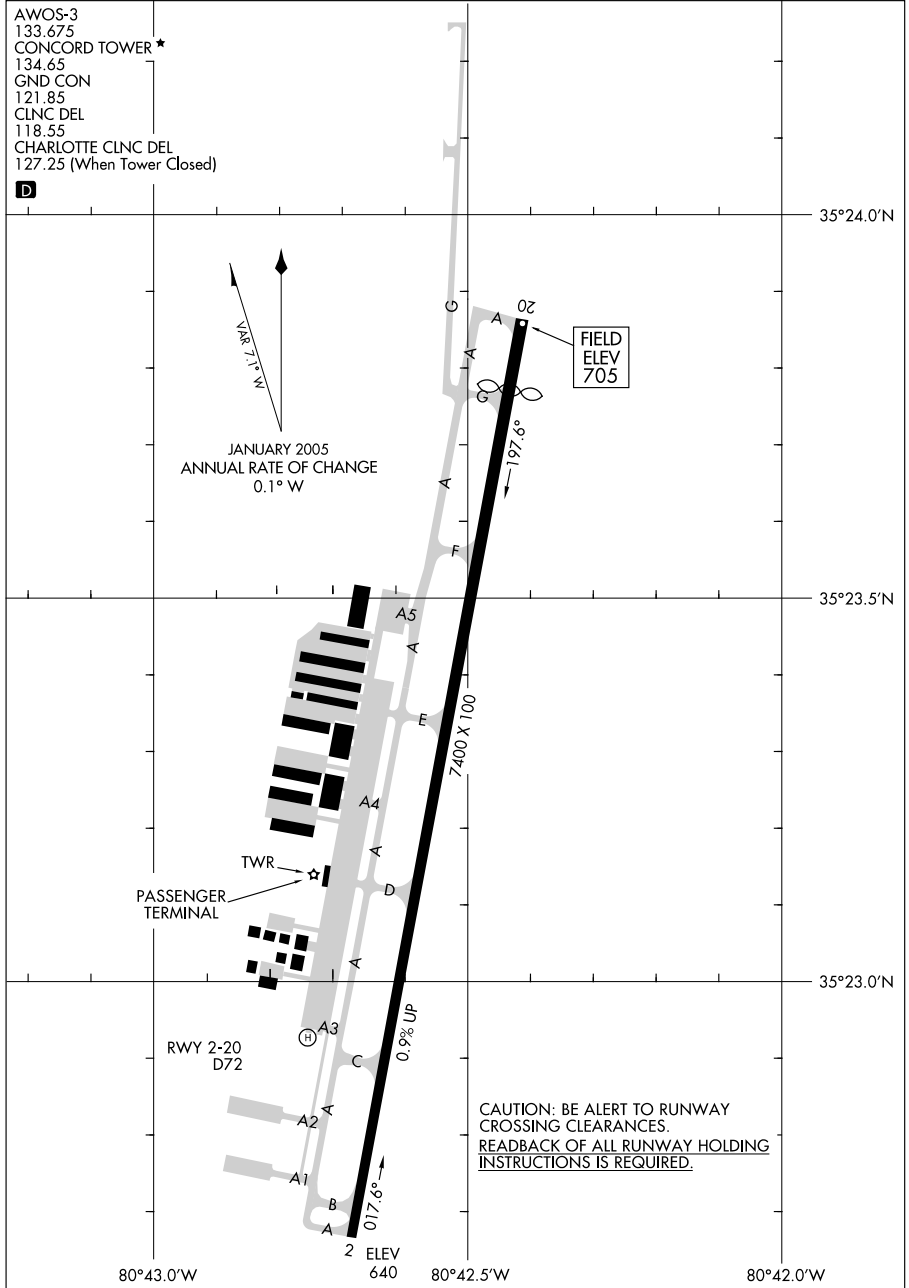 AWOS-3
133.675
CONCORD TOWER ★
134.65
GND CON
121.85
CLNC DEL
118.55
CHARLOTTE CLNC DEL
127.25 (When Tower Closed)
D
35°24.0'N
VAR 7.1° W
JANUARY 2005
ANNUAL RATE OF CHANGE
0.1° W
G
A
20
FIELD
ELEV
705
A
G
197.6°
A
F
35°23.5'N
A5
A
E
7400 X 100
A4
A
TWR
D
PASSENGER
TERMINAL
A
35°23.0'N
A3
H
0.9% UP
RWY 2-20
D72
C
A
A2
CAUTION: BE ALERT TO RUNWAY
CROSSING CLEARANCES.
READBACK OF ALL RUNWAY HOLDING
INSTRUCTIONS IS REQUIRED.
A1
017.6°
B
A
2
ELEV
640
80°43.0'W
80°42.5'W
80°42.0'W